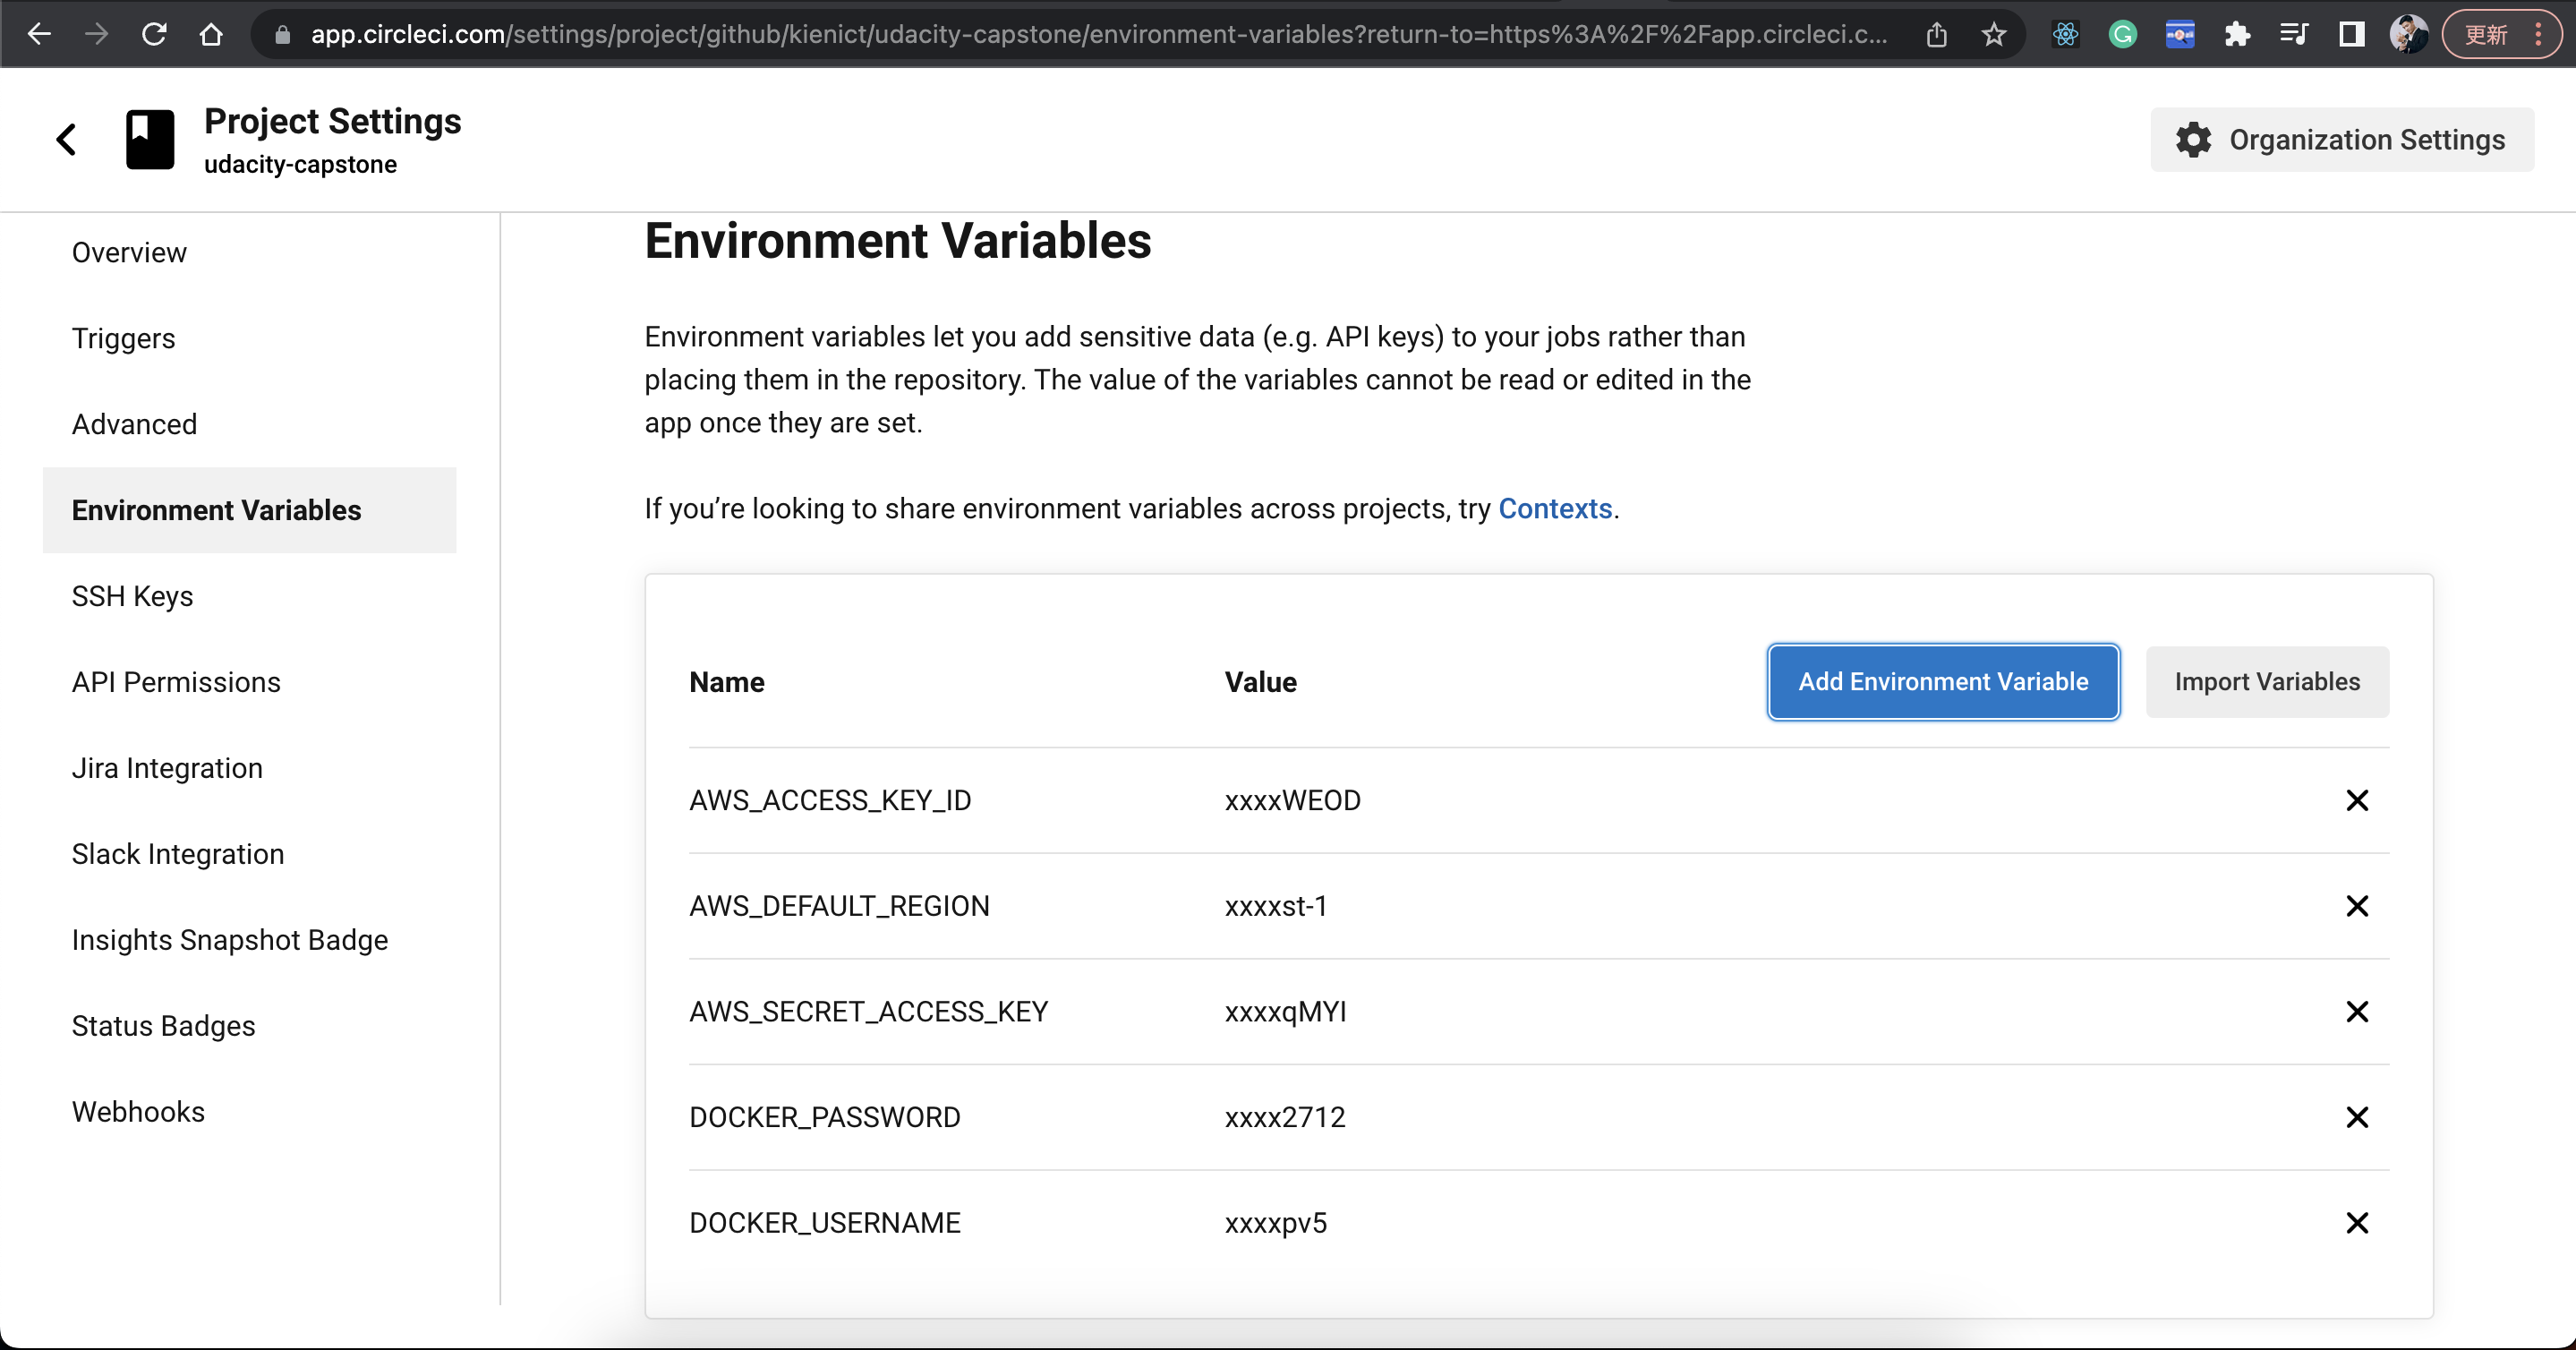 app.circleci.com/settings/project/github/kienict/udacity-capstone/environment-variables?return-to=https%3A%2F%2Fapp.circleci.c...
更新
Project Settings
udacity-capstone
Organization Settings
Overview
Triggers
Advanced
Environment Variables
SSH Keys
API Permissions
Jira Integration
Slack Integration
Insights Snapshot Badge
Status Badges
Webhooks
Environment Variables
Environment variables let you add sensitive data (e.g. API keys) to your jobs rather than
placing them in the repository. The value of the variables cannot be read or edited in the
app once they are set.
If you’re looking to share environment variables across projects, try Contexts.
Name Value Add Environment Variable Import Variables
AWS_ACCESS_KEY_ID xxxxWEOD
AWS_DEFAULT_REGION xxxxst-1
AWS_SECRET_ACCESS_KEY xxxxqMYI
DOCKER_PASSWORD xxxx2712
DOCKER_USERNAME xxxxpv5